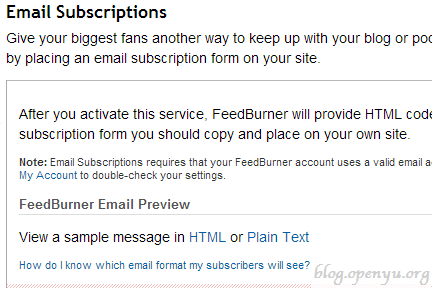 Email Subscriptions
Give your biggest fans another way to keep up with your blog or
by placing an email subscription form on your site.
After you activate this service, FeedBurner will provide HTML
subscription form you should copy and place on your own site.
Note: Email Subscriptions requires that your FeedBurner account uses a valid email
My Account to double-check your settings.
FeedBurner Email Preview
View a sample message in HTML or Plain Text
How do I know which email format my subscribers will see?
blog.openyu.org